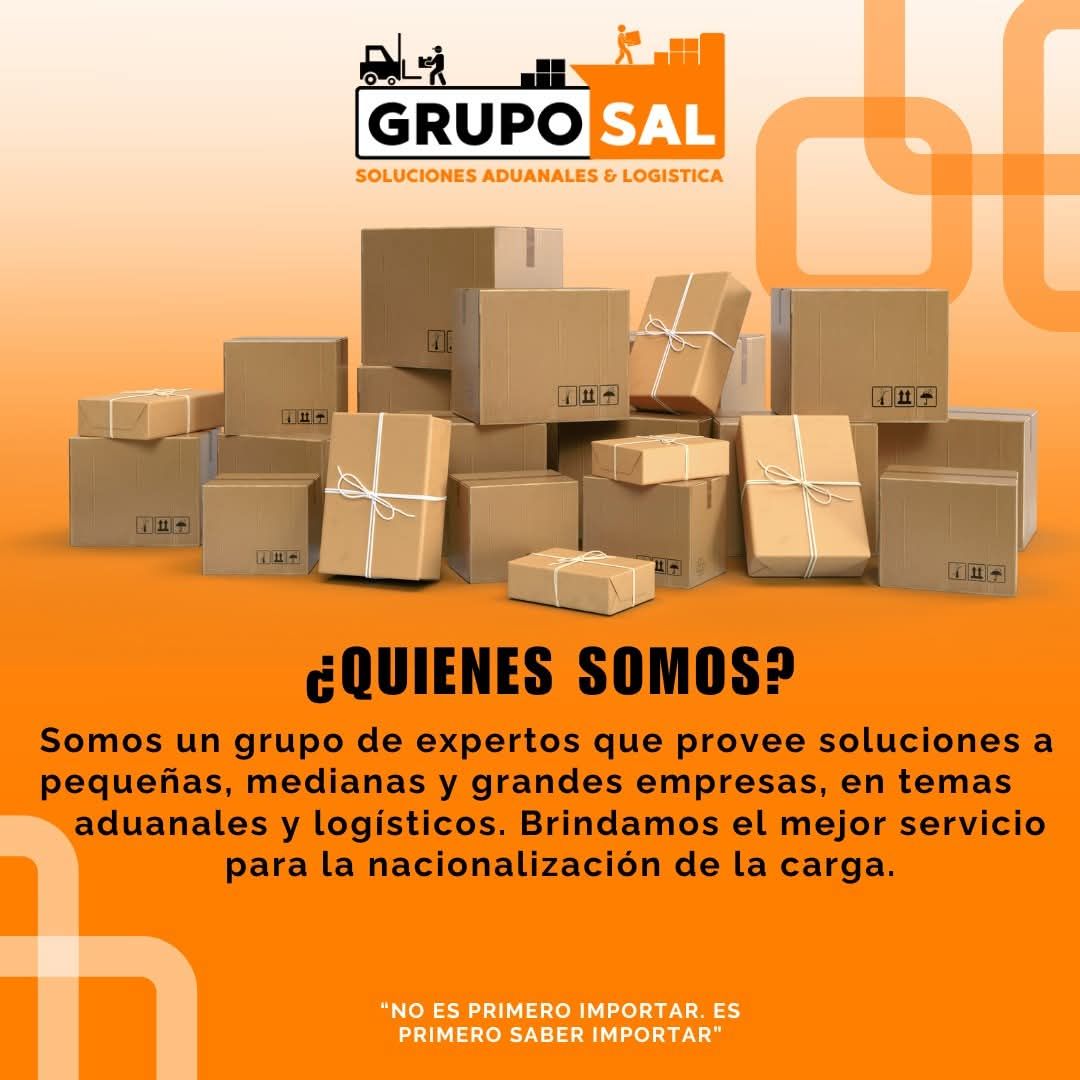 GRUPO SAL
SOLUCIONES ADUANALES & LOGISTICA
¿QUIENES SOMOS?
Somos un grupo de expertos que provee soluciones a
pequeñas, medianas y grandes empresas, en temas
aduanales y logísticos. Brindamos el mejor servicio
para la nacionalización de la carga.
“NO ES PRIMERO IMPORTAR. ES
PRIMERO SABER IMPORTAR”